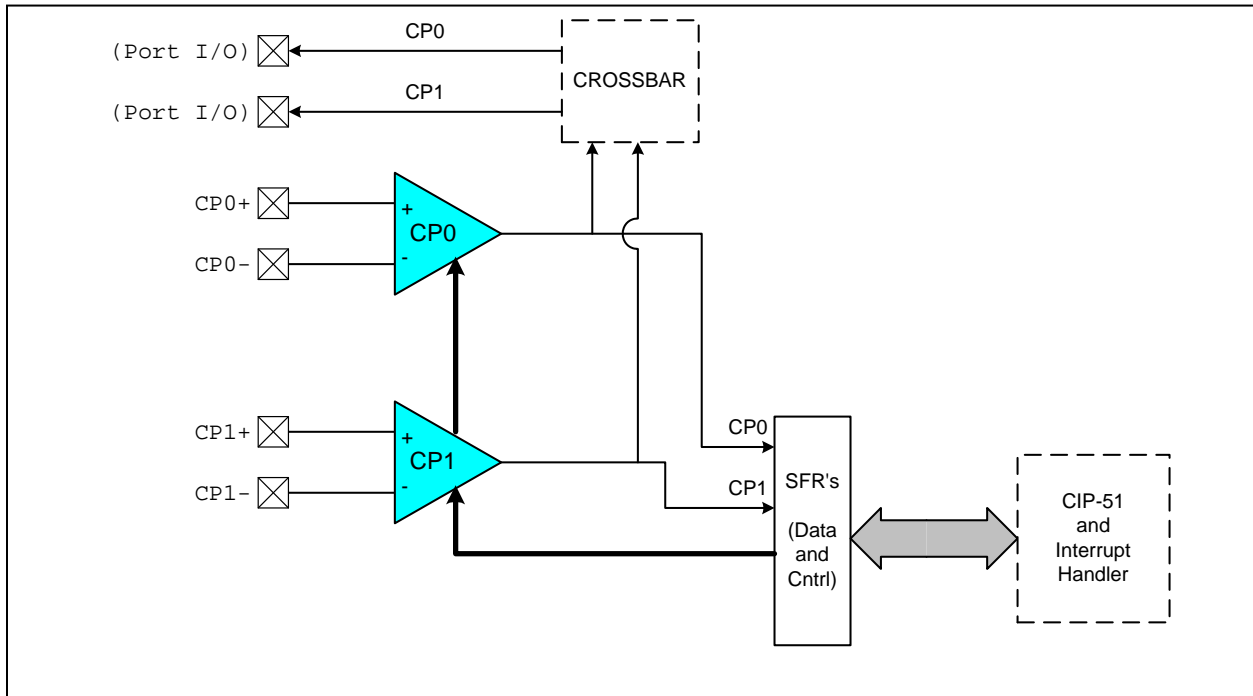 (Port I/O)
CP0
CROSSBAR
(Port I/O)
CP1
CP0+
+
CP0
CP0-
-
CP1+
+
CP1
CP1-
-
CP0
CP1
SFR's
(Data
and
Cntrl)
CIP-51
and
Interrupt
Handler